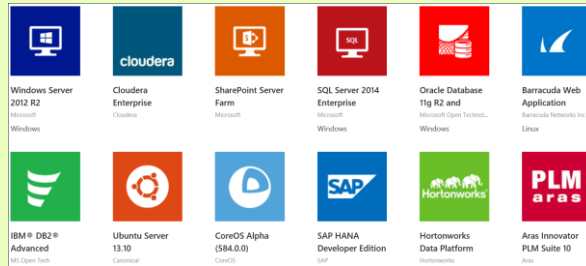 cloudera
SQL
Windows Server
2012 R2
Microsoft
Windows
Cloudera
Enterprise
Cloudera
SharePoint Server
Farm
Microsoft
SQL Server 2014
Enterprise
Microsoft
Windows
Oracle Database
11g R2 and
Microsoft Open Technol...
Windows
Barracuda Web
Application
Barracuda Networks Inc.
Linux
SAP
Hortonworks
PLM
aras
IBM® DB2®
Advanced
MS Open Tech
Ubuntu Server
13.10
Canonical
CoreOS Alpha
(584.0.0)
CoreOS
SAP HANA
Developer Edition
SAP
Hortonworks
Data Platform
Hortonworks
Aras Innovator
PLM Suite 10
Aras